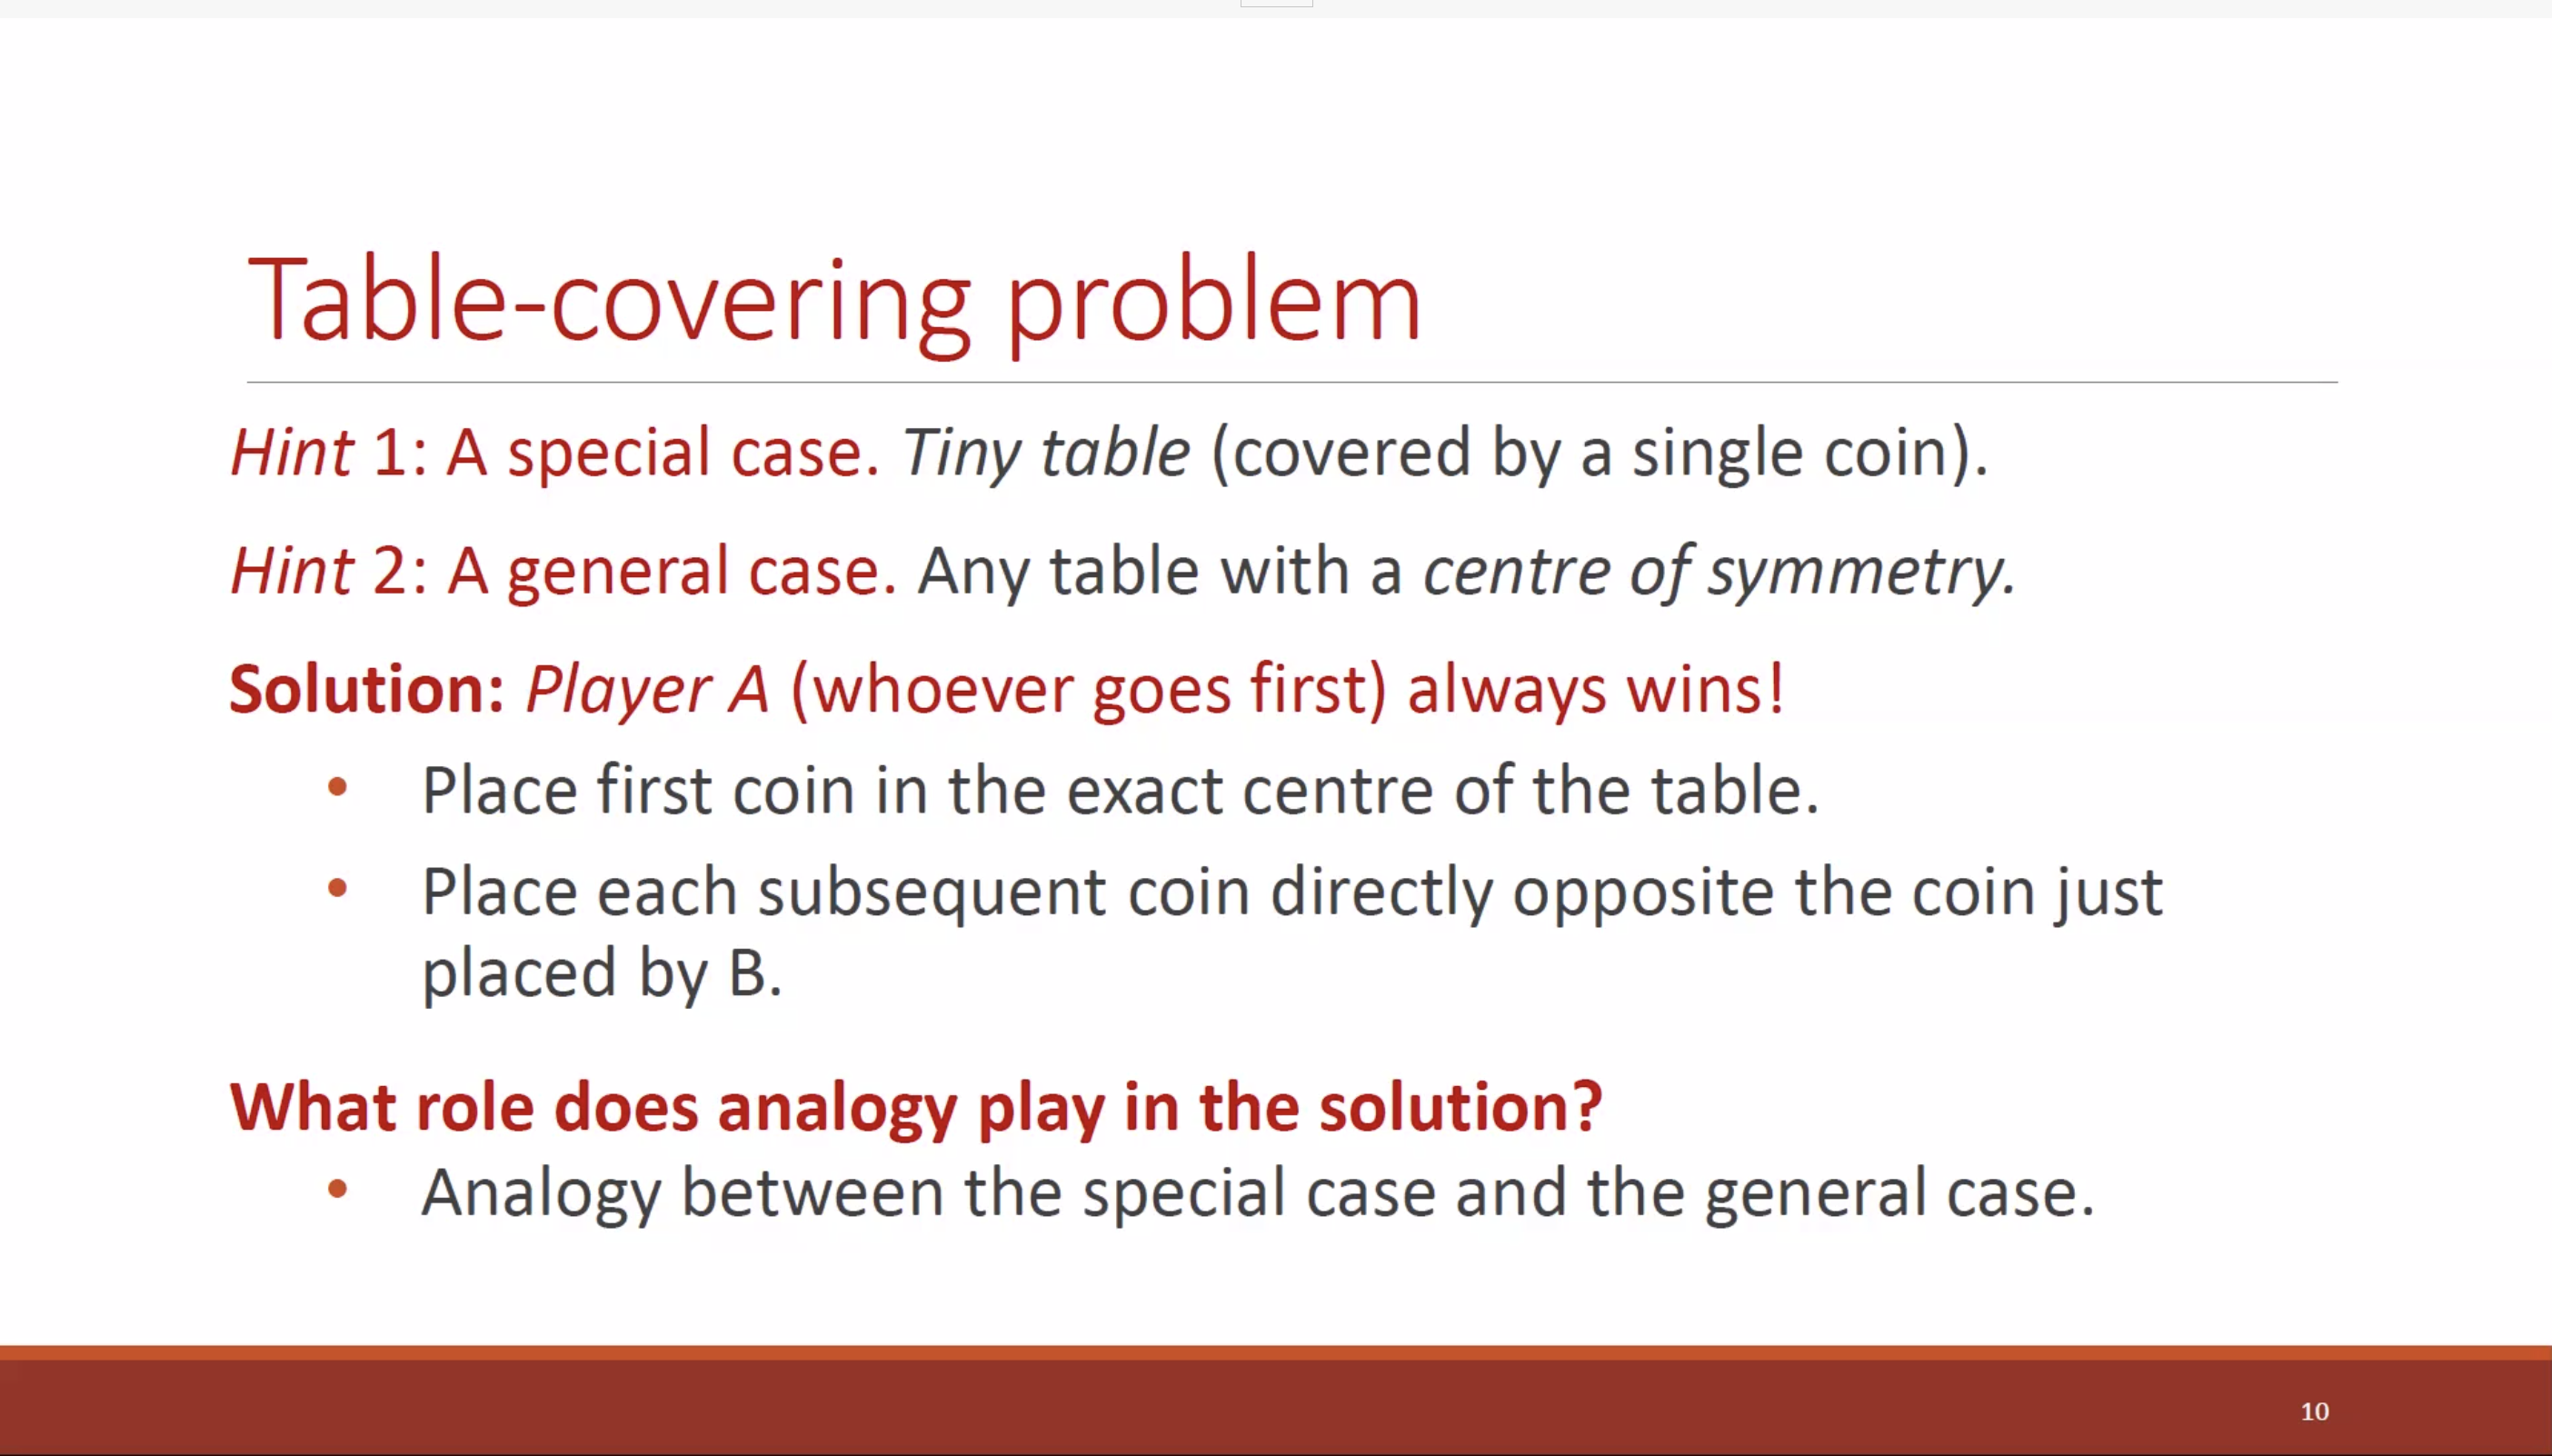 Table-covering problem
Hint 1: A special case. Tiny table (covered by a single coin).
Hint 2: A general case. Any table with a centre of symmetry.
Solution: Player A (whoever goes first) always wins!
• Place first coin in the exact centre of the table.
• Place each subsequent coin directly opposite the coin just
placed by B.
What role does analogy play in the solution?
• Analogy between the special case and the general case.
10